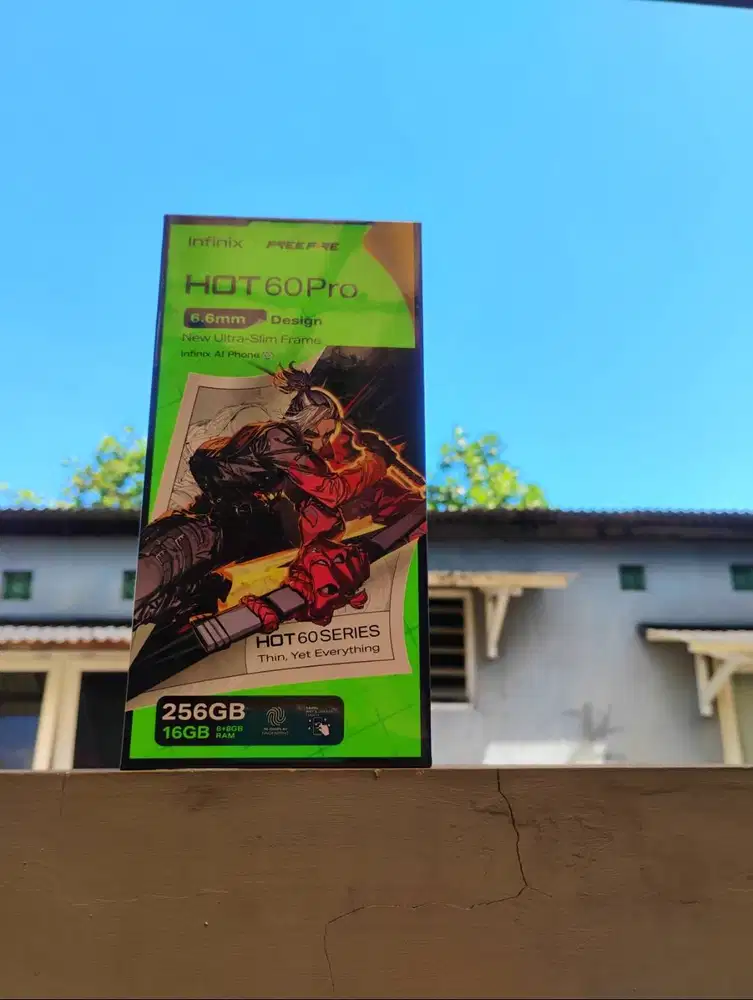 Infinix FREE FIRE
HOT 60 Pro
6.6mm Design
New Ultra-Slim Frame
Infinix AI Phone
HOT 60 SERIES
Thin, Yet Everything
256GB
16GB 8+8GB
RAM